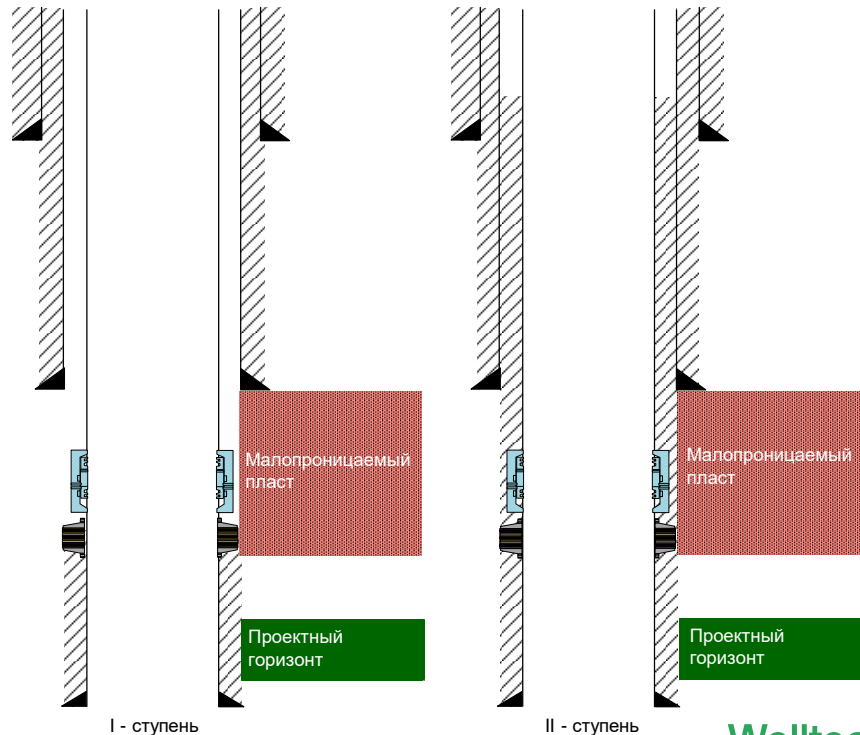 Малопроницаемый
пласт
Малопроницаемый
пласт
Проектный
горизонт
Проектный
горизонт
I - ступень
II - ступень